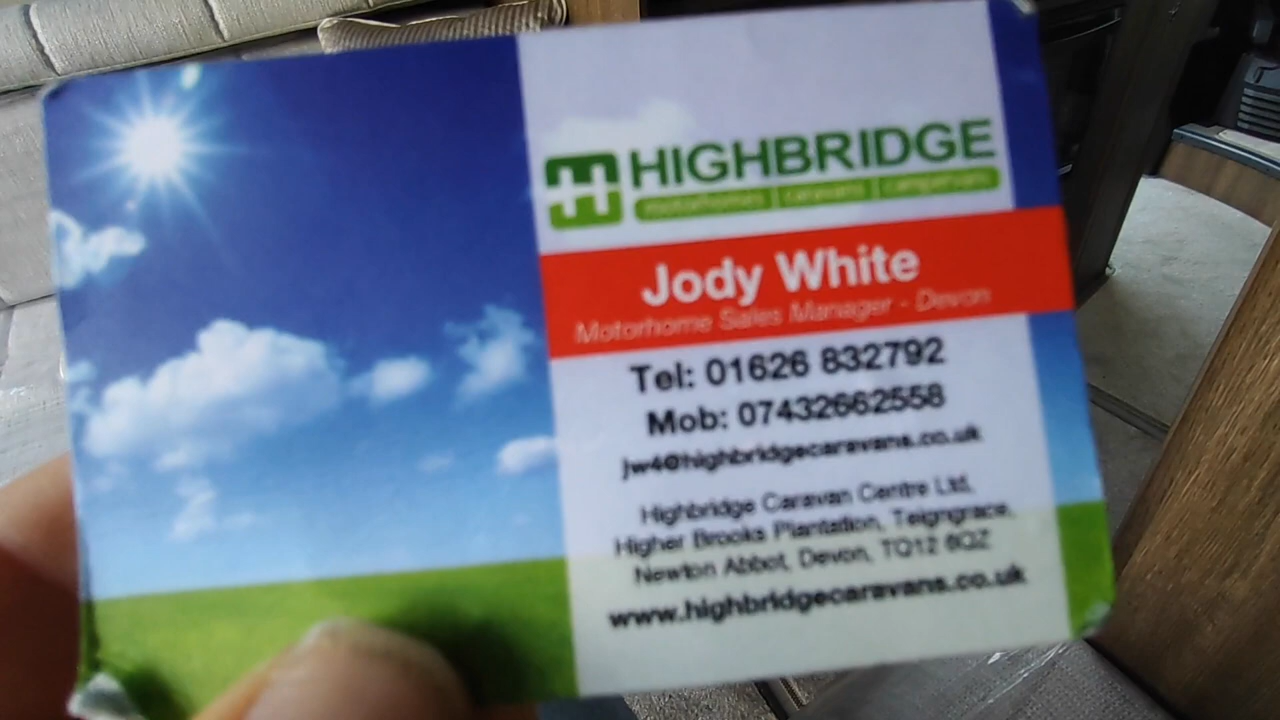 HIGHBRIDGE
motorhomes | caravans | campervans
Jody White
Motorhome Sales Manager - Devon
Tel: 01626 832792
Mob: 07432662558
jw4@highbridgecaravans.co.uk
Highbridge Caravan Centre Ltd,
Higher Brooks Plantation, Teigngrace,
Newton Abbot, Devon, TQ12 6QZ
www.highbridgecaravans.co.uk